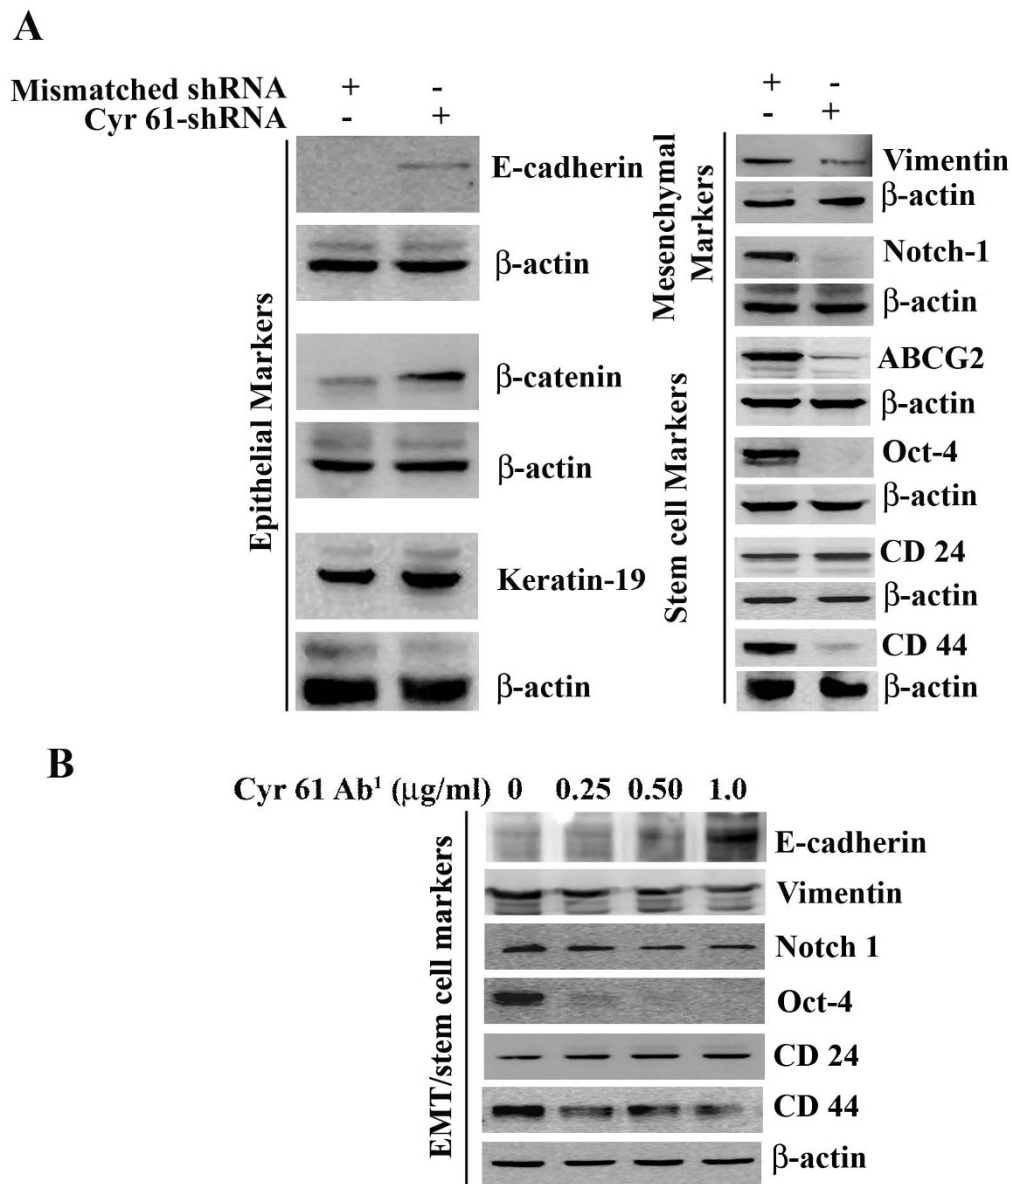 A
Mismatched shRNA + -
Cyr 61-shRNA - +
Epithelial Markers
E-cadherin
β-actin
β-catenin
β-actin
Keratin-19
β-actin
+ -
- +
Mesenchymal
Markers
Stem cell Markers
Vimentin
β-actin
Notch-1
β-actin
ABCG2
β-actin
Oct-4
β-actin
CD 24
β-actin
CD 44
β-actin
B
Cyr 61 Ab¹ (μg/ml) 0 0.25 0.50 1.0
EMT/stem cell markers
E-cadherin
Vimentin
Notch 1
Oct-4
CD 24
CD 44
β-actin